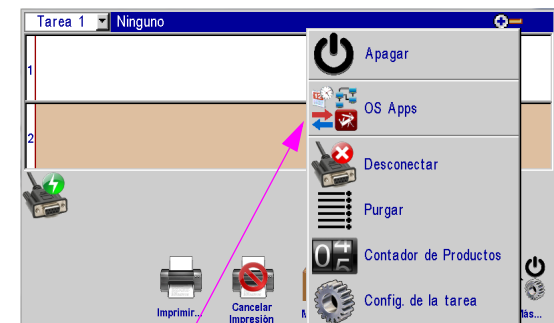 Tarea 1 Ninguno
1
Apagar
OS Apps
2
Desconectar
Purgar
Contador de Productos
Config. de la tarea
Imprimir...
Cancelar
Impresión
Más...